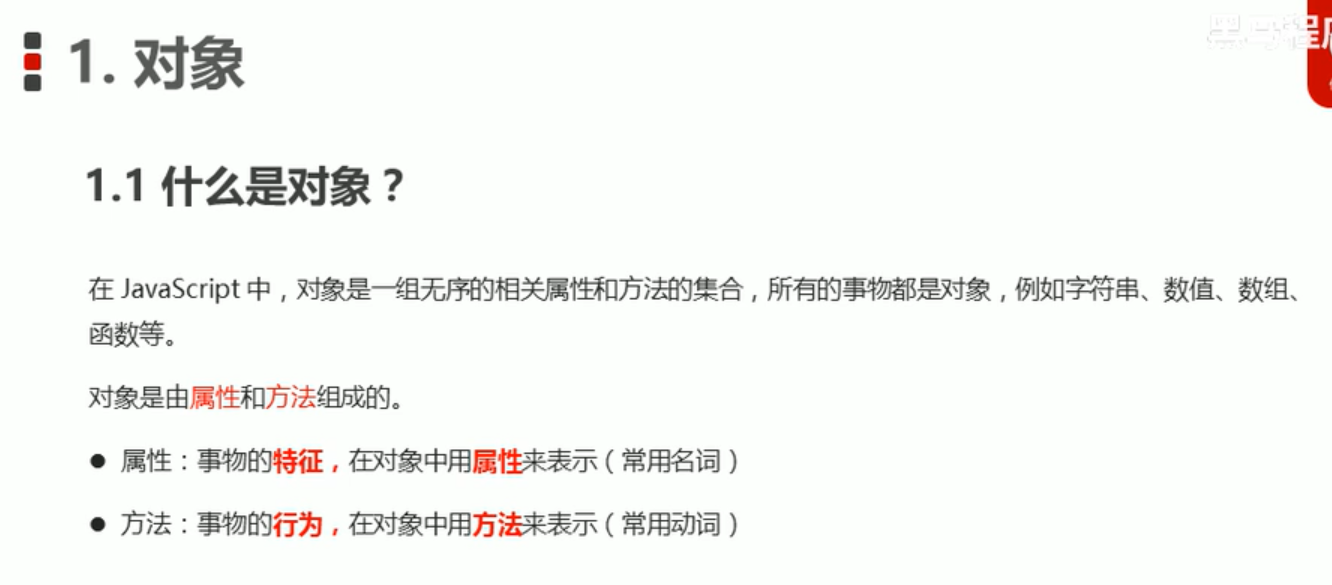 黑马程序
1. 对象
1.1 什么是对象？
在 JavaScript 中，对象是一组无序的相关属性和方法的集合，所有的事物都是对象，例如字符串、数值、数组、
函数等。
对象是由属性和方法组成的。
● 属性：事物的特征，在对象中用属性来表示（常用名词）
● 方法：事物的行为，在对象中用方法来表示（常用动词）